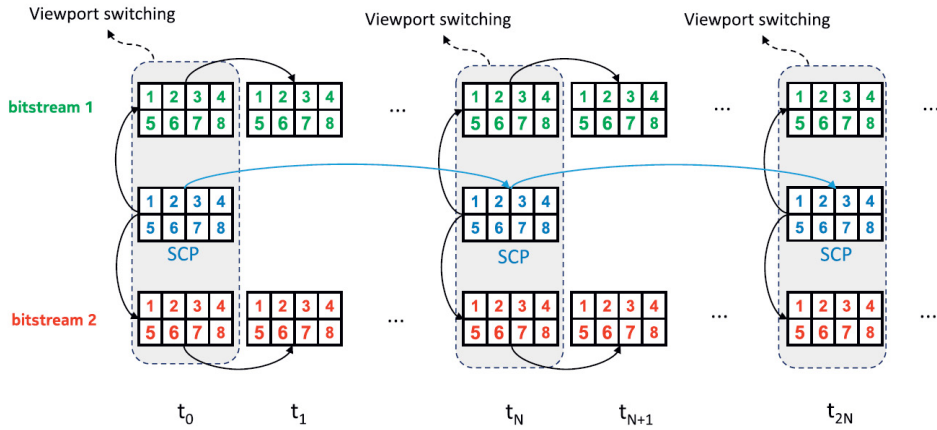 Viewport switching Viewport switching Viewport switching
bitstream 1
1 2 3 4 1 2 3 4 ... 1 2 3 4 1 2 3 4 ... 1 2 3 4 ...
5 6 7 8 5 6 7 8 5 6 7 8 5 6 7 8 5 6 7 8
1 2 3 4 1 2 3 4 1 2 3 4
5 6 7 8 5 6 7 8 5 6 7 8
SCP SCP SCP
bitstream 2
1 2 3 4 1 2 3 4 ... 1 2 3 4 1 2 3 4 ... 1 2 3 4 ...
5 6 7 8 5 6 7 8 5 6 7 8 5 6 7 8 5 6 7 8
t0 t1 tN tN+1 t2N